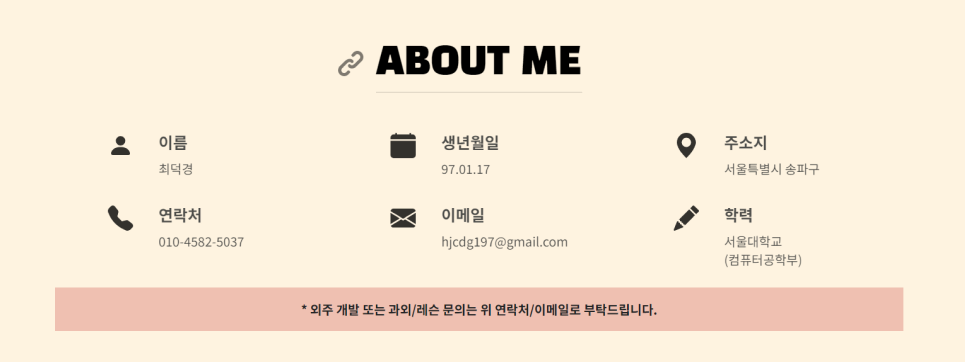 ABOUT ME
이름
최덕경
생년월일
97.01.17
주소지
서울특별시 송파구
연락처
010-4582-5037
이메일
hjcdg197@gmail.com
학력
서울대학교
(컴퓨터공학부)
* 외주 개발 또는 과외/레슨 문의는 위 연락처/이메일로 부탁드립니다.